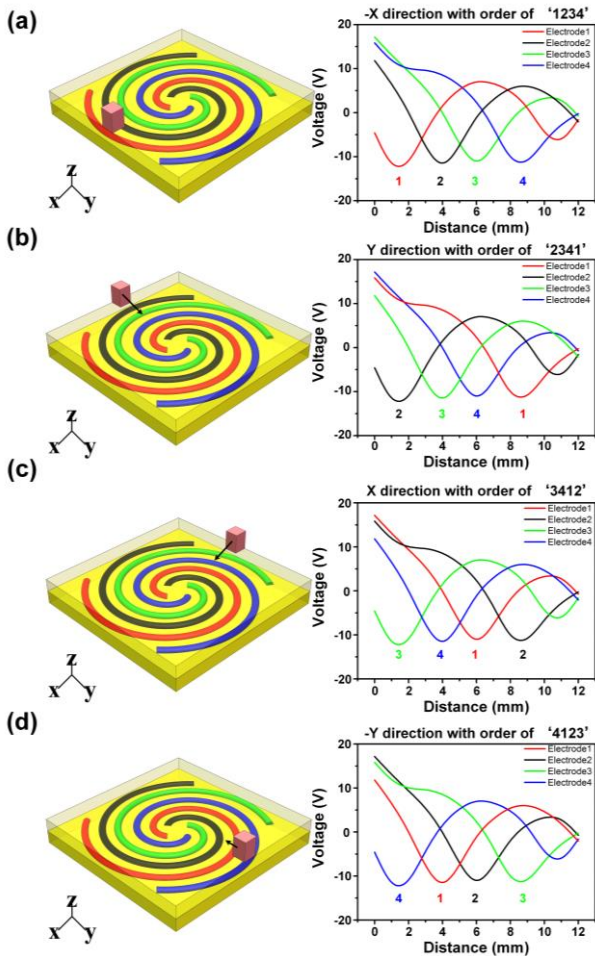 (a)
-X direction with order of '1234'
Electrode1
Electrode2
Electrode3
Electrode4
Voltage (V)
20
10
0
-10
-20
1 2 3 4
0 2 4 6 8 10 12
Distance (mm)
z
x y
(b)
Y direction with order of '2341'
Electrode1
Electrode2
Electrode3
Electrode4
Voltage (V)
20
10
0
-10
-20
2 3 4 1
0 2 4 6 8 10 12
Distance (mm)
z
x y
(c)
X direction with order of '3412'
Electrode1
Electrode2
Electrode3
Electrode4
Voltage (V)
20
10
0
-10
-20
3 4 1 2
0 2 4 6 8 10 12
Distance (mm)
z
x y
(d)
-Y direction with order of '4123'
Electrode1
Electrode2
Electrode3
Electrode4
Voltage (V)
20
10
0
-10
-20
4 1 2 3
0 2 4 6 8 10 12
Distance (mm)
z
x y